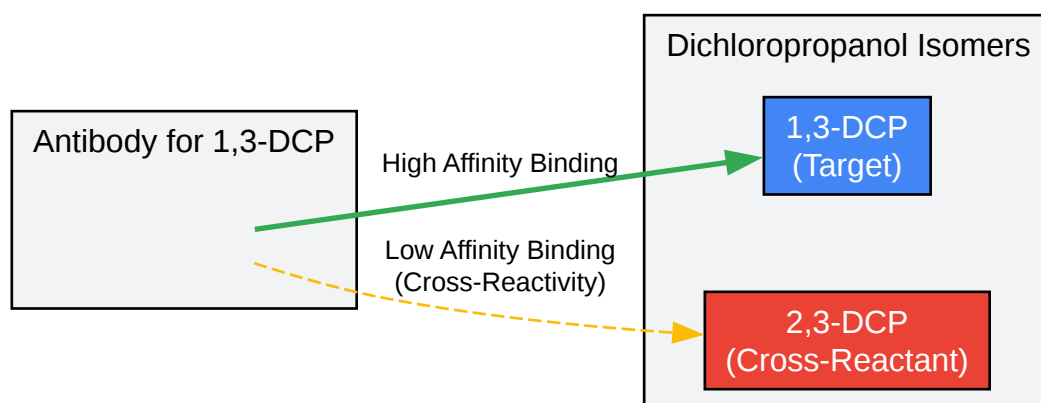 Dichloropropanol Isomers
Antibody for 1,3-DCP
High Affinity Binding
1,3-DCP
(Target)
Low Affinity Binding
(Cross-Reactivity)
2,3-DCP
(Cross-Reactant)